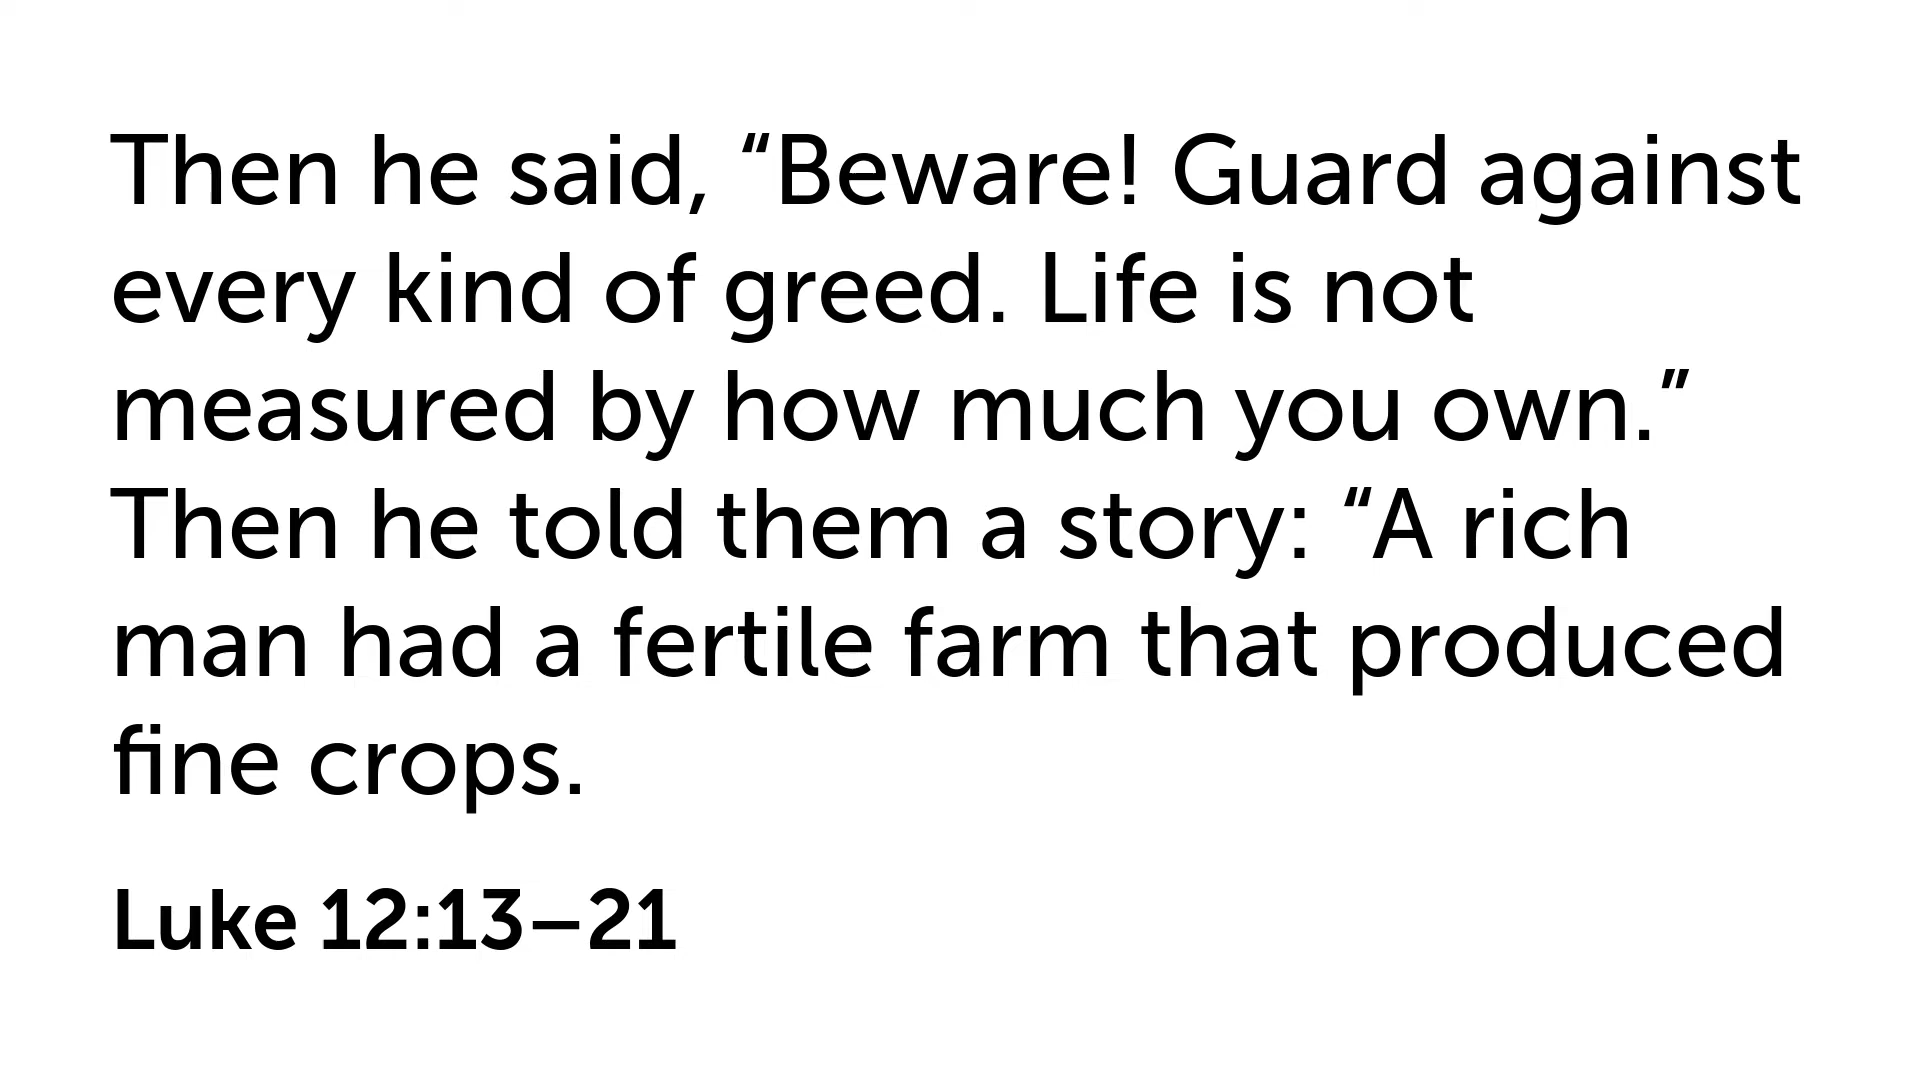 Then he said, “Beware! Guard against
every kind of greed. Life is not
measured by how much you own.”
Then he told them a story: “A rich
man had a fertile farm that produced
fine crops.
Luke 12:13–21